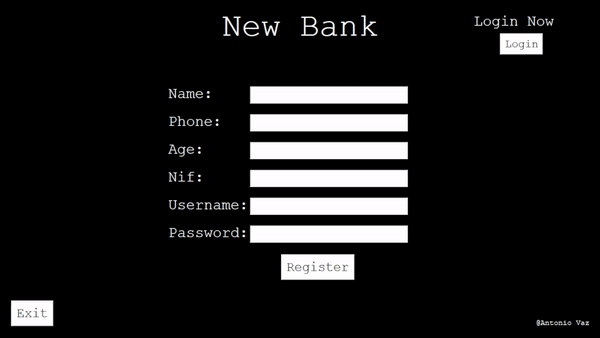 New Bank
Login Now
Login
Name:
Phone:
Age:
Nif:
Username:
Password:
Register
Exit
@Antonio Vaz